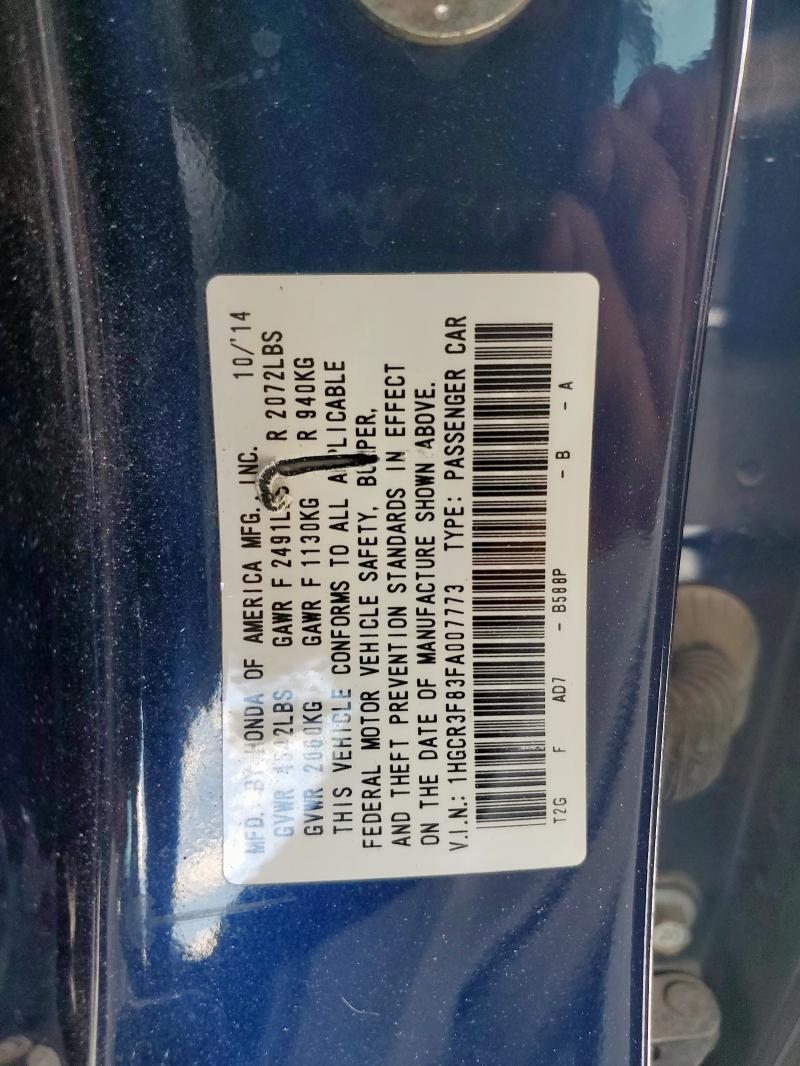 MFD. BY HONDA OF AMERICA MFG. INC. 10/'14
GVWR LBS GAWR F 2491LBS R 2072LBS
GVWR 2060KG GAWR F 1130KG R 940KG
THIS VEHICLE CONFORMS TO ALL APPLICABLE
FEDERAL MOTOR VEHICLE SAFETY, BUMPER,
AND THEFT PREVENTION STANDARDS IN EFFECT
ON THE DATE OF MANUFACTURE SHOWN ABOVE.
V.I.N.: 1HGCR3F83FA007773 TYPE: PASSENGER CAR
T2G F AD7 - B588P - B - A